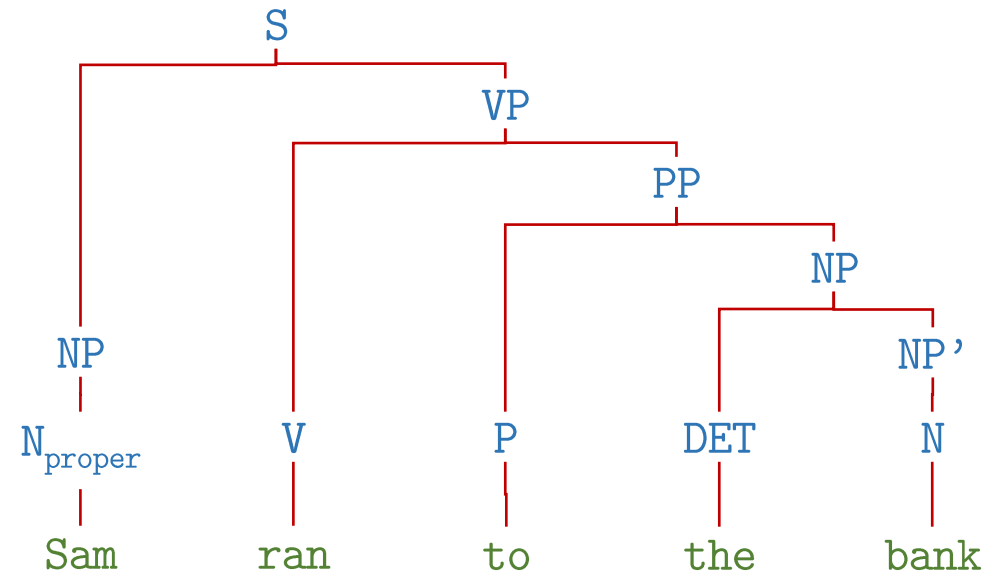 S
VP
PP
NP
NP NP’
Nproper V P DET N
Sam ran to the bank